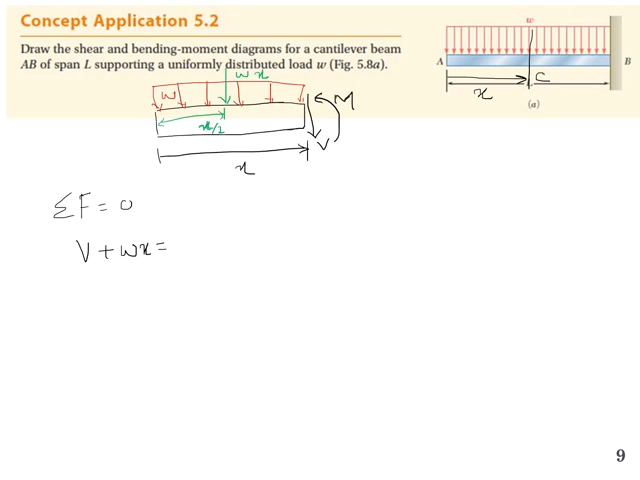 Concept Application 5.2
Draw the shear and bending-moment diagrams for a cantilever beam
AB of span L supporting a uniformly distributed load w (Fig. 5.8a).
w
A
B
C
x
(a)
wx
w
M
x/2
V
x
ΣF = 0
V + wx =
9